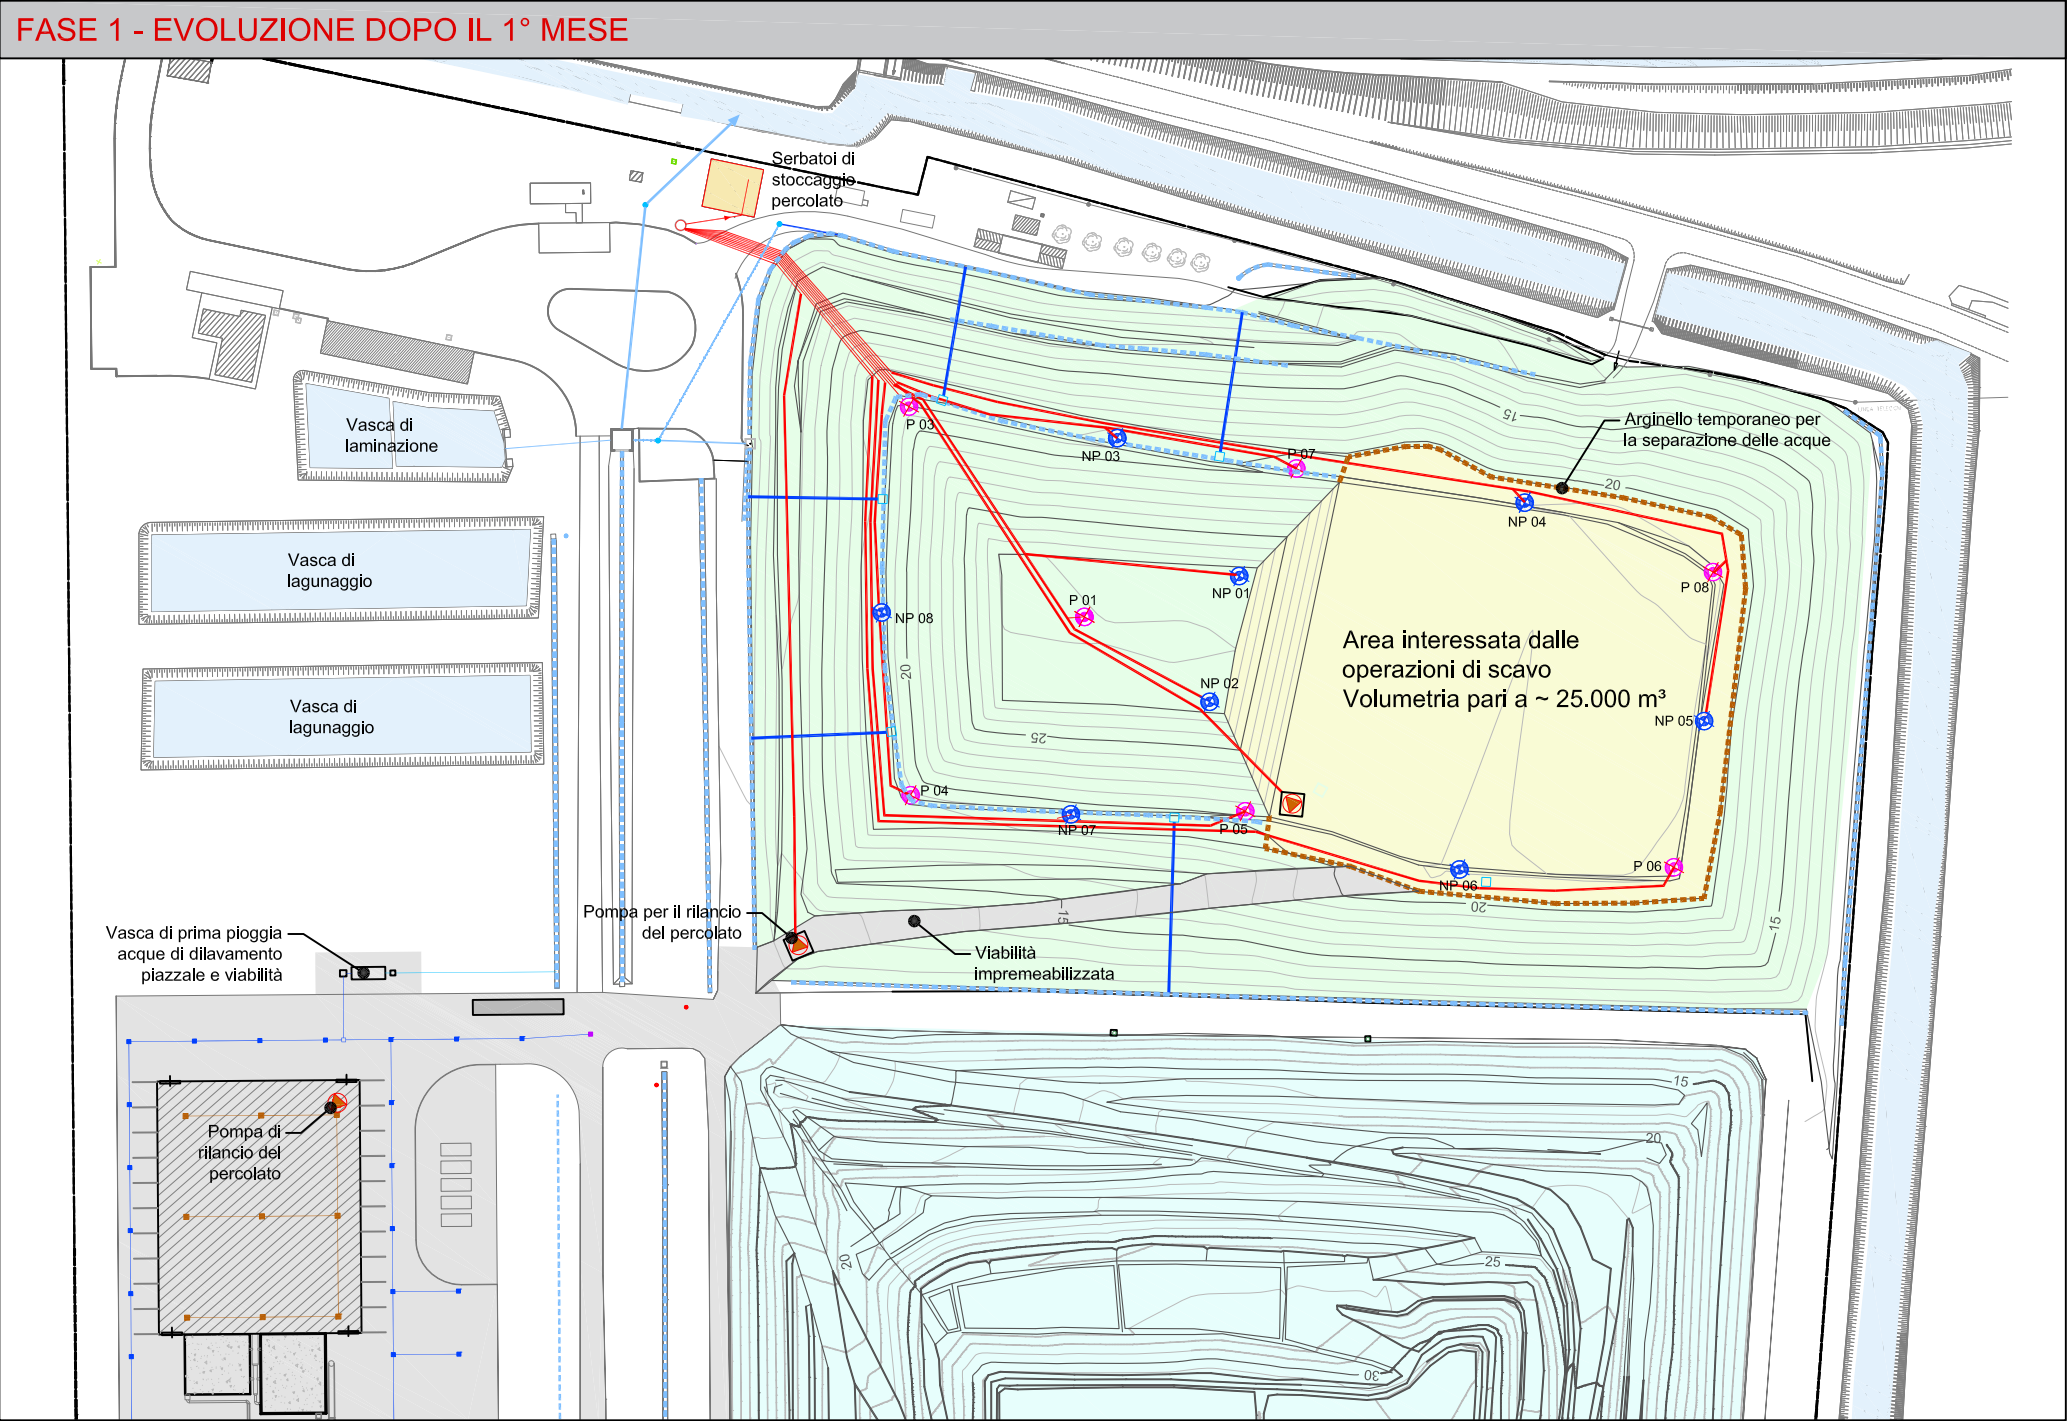 FASE 1 - EVOLUZIONE DOPO IL 1° MESE
Serbatoi di
stoccaggio
percolato
Vasca di
laminazione
Vasca di
lagunaggio
Vasca di
lagunaggio
P 03
NP 03
P 07
15
Arginello temporaneo per
la separazione delle acque
20
NP 04
P 08
NP 01
P 01
NP 08
20
NP 02
Area interessata dalle
operazioni di scavo
Volumetria pari a ~ 25.000 m³
NP 05
25
P 04
NP 07
P 05
P 06
NP 06
20
15
15
Pompa per il rilancio
del percolato
Viabilità
impremeabilizzata
Vasca di prima pioggia
acque di dilavamento
piazzale e viabilità
Pompa di
rilancio del
percolato
15
20
20
25
30